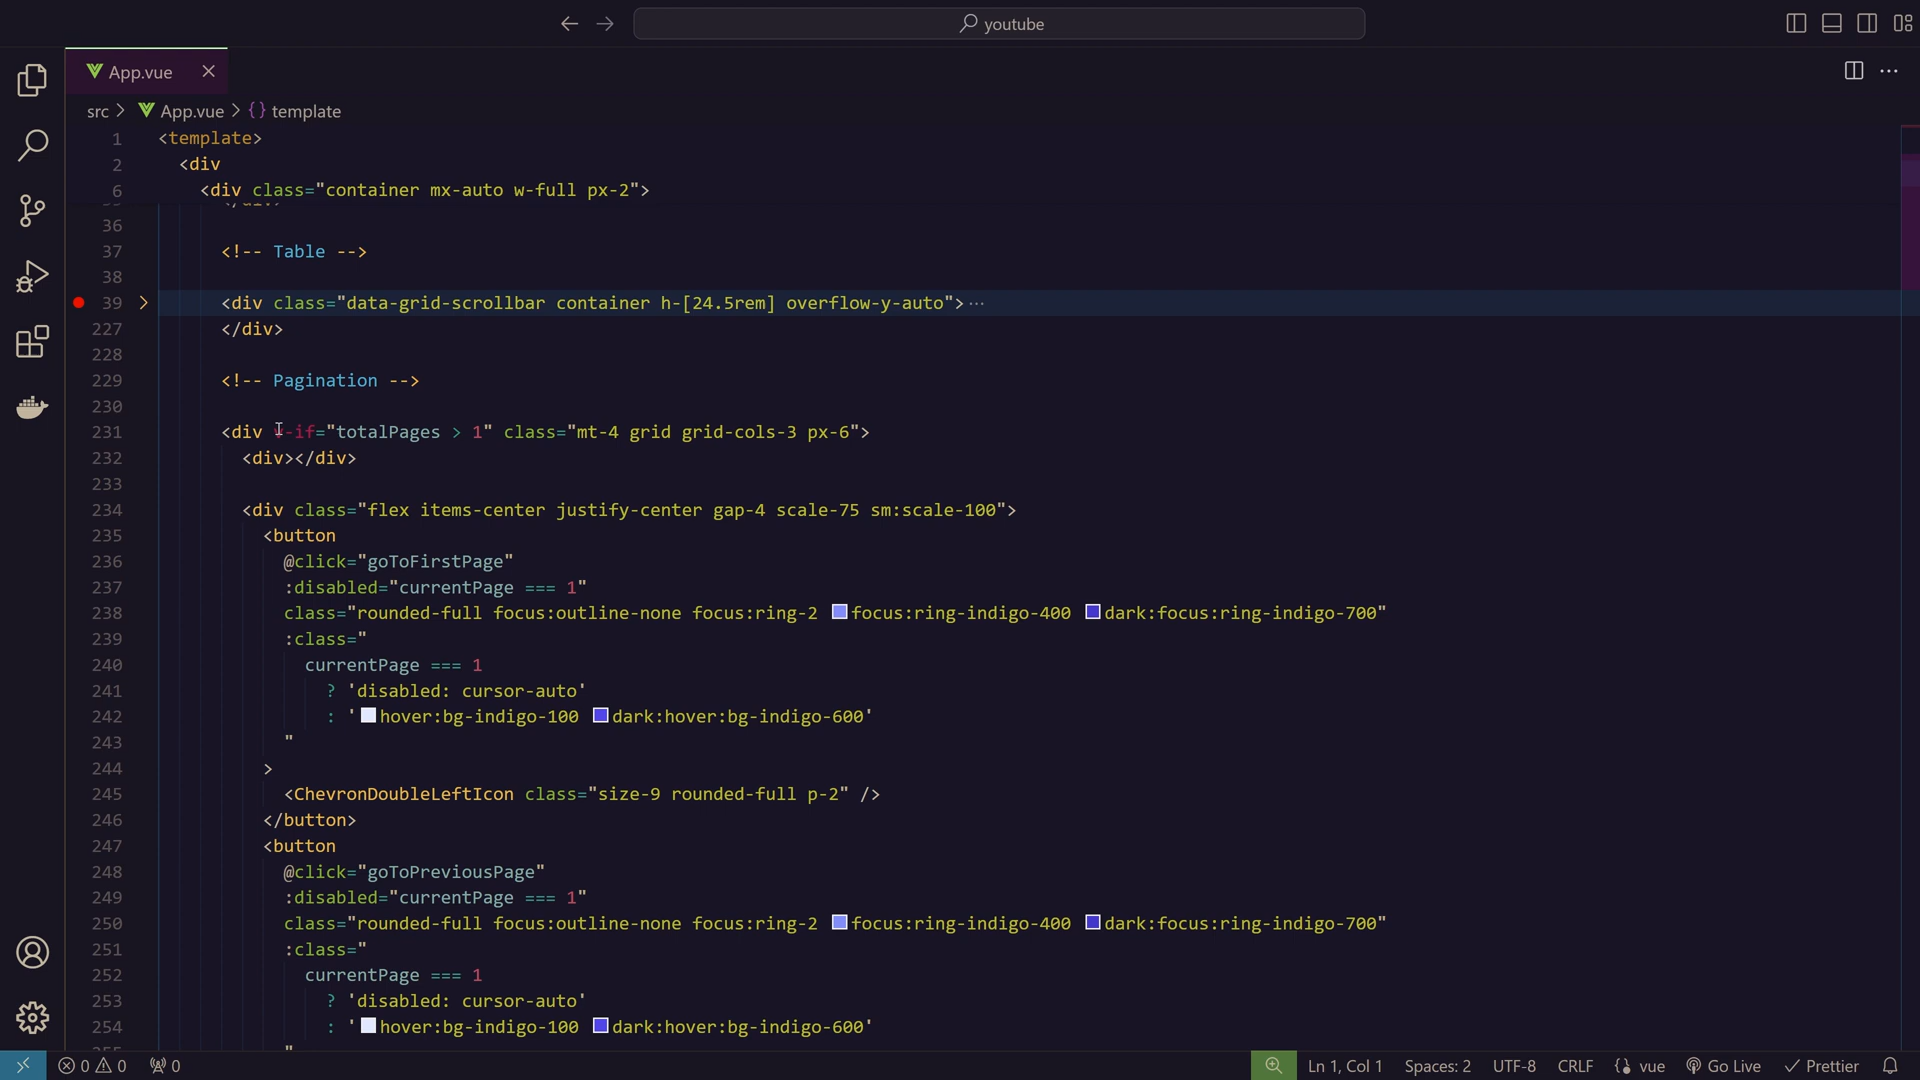 youtube
App.vue
src > App.vue > {} template
1 <template>
2 <div
6 <div class="container mx-auto w-full px-2">
36
37 <!-- Table -->
38
39 <div class="data-grid-scrollbar container h-[24.5rem] overflow-y-auto">…
227 </div>
228
229 <!-- Pagination -->
230
231 <div v-if="totalPages > 1" class="mt-4 grid grid-cols-3 px-6">
232 <div></div>
233
234 <div class="flex items-center justify-center gap-4 scale-75 sm:scale-100">
235 <button
236 @click="goToFirstPage"
237 :disabled="currentPage === 1"
238 class="rounded-full focus:outline-none focus:ring-2 focus:ring-indigo-400 dark:focus:ring-indigo-700"
239 :class="
240 currentPage === 1
241 ? 'disabled: cursor-auto'
242 : 'hover:bg-indigo-100 dark:hover:bg-indigo-600'
243 "
244 >
245 <ChevronDoubleLeftIcon class="size-9 rounded-full p-2" />
246 </button>
247 <button
248 @click="goToPreviousPage"
249 :disabled="currentPage === 1"
250 class="rounded-full focus:outline-none focus:ring-2 focus:ring-indigo-400 dark:focus:ring-indigo-700"
251 :class="
252 currentPage === 1
253 ? 'disabled: cursor-auto'
254 : 'hover:bg-indigo-100 dark:hover:bg-indigo-600'
0 0 0 Ln 1, Col 1 Spaces: 2 UTF-8 CRLF vue Go Live Prettier